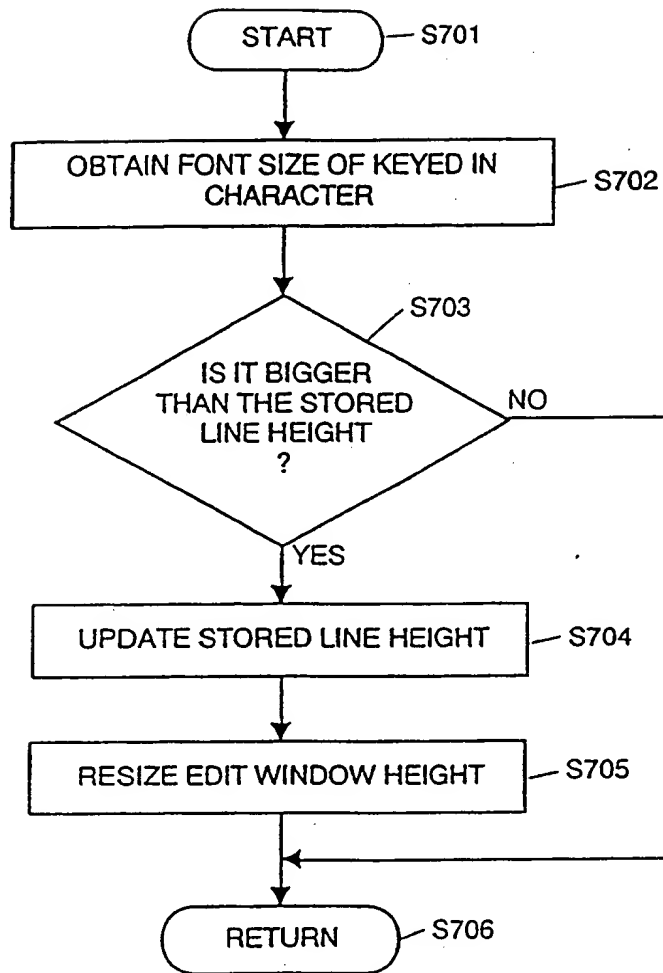 START
S701
OBTAIN FONT SIZE OF KEYED IN
CHARACTER
S702
S703
IS IT BIGGER
THAN THE STORED
LINE HEIGHT
?
NO
YES
UPDATE STORED LINE HEIGHT
S704
RESIZE EDIT WINDOW HEIGHT
S705
RETURN
S706